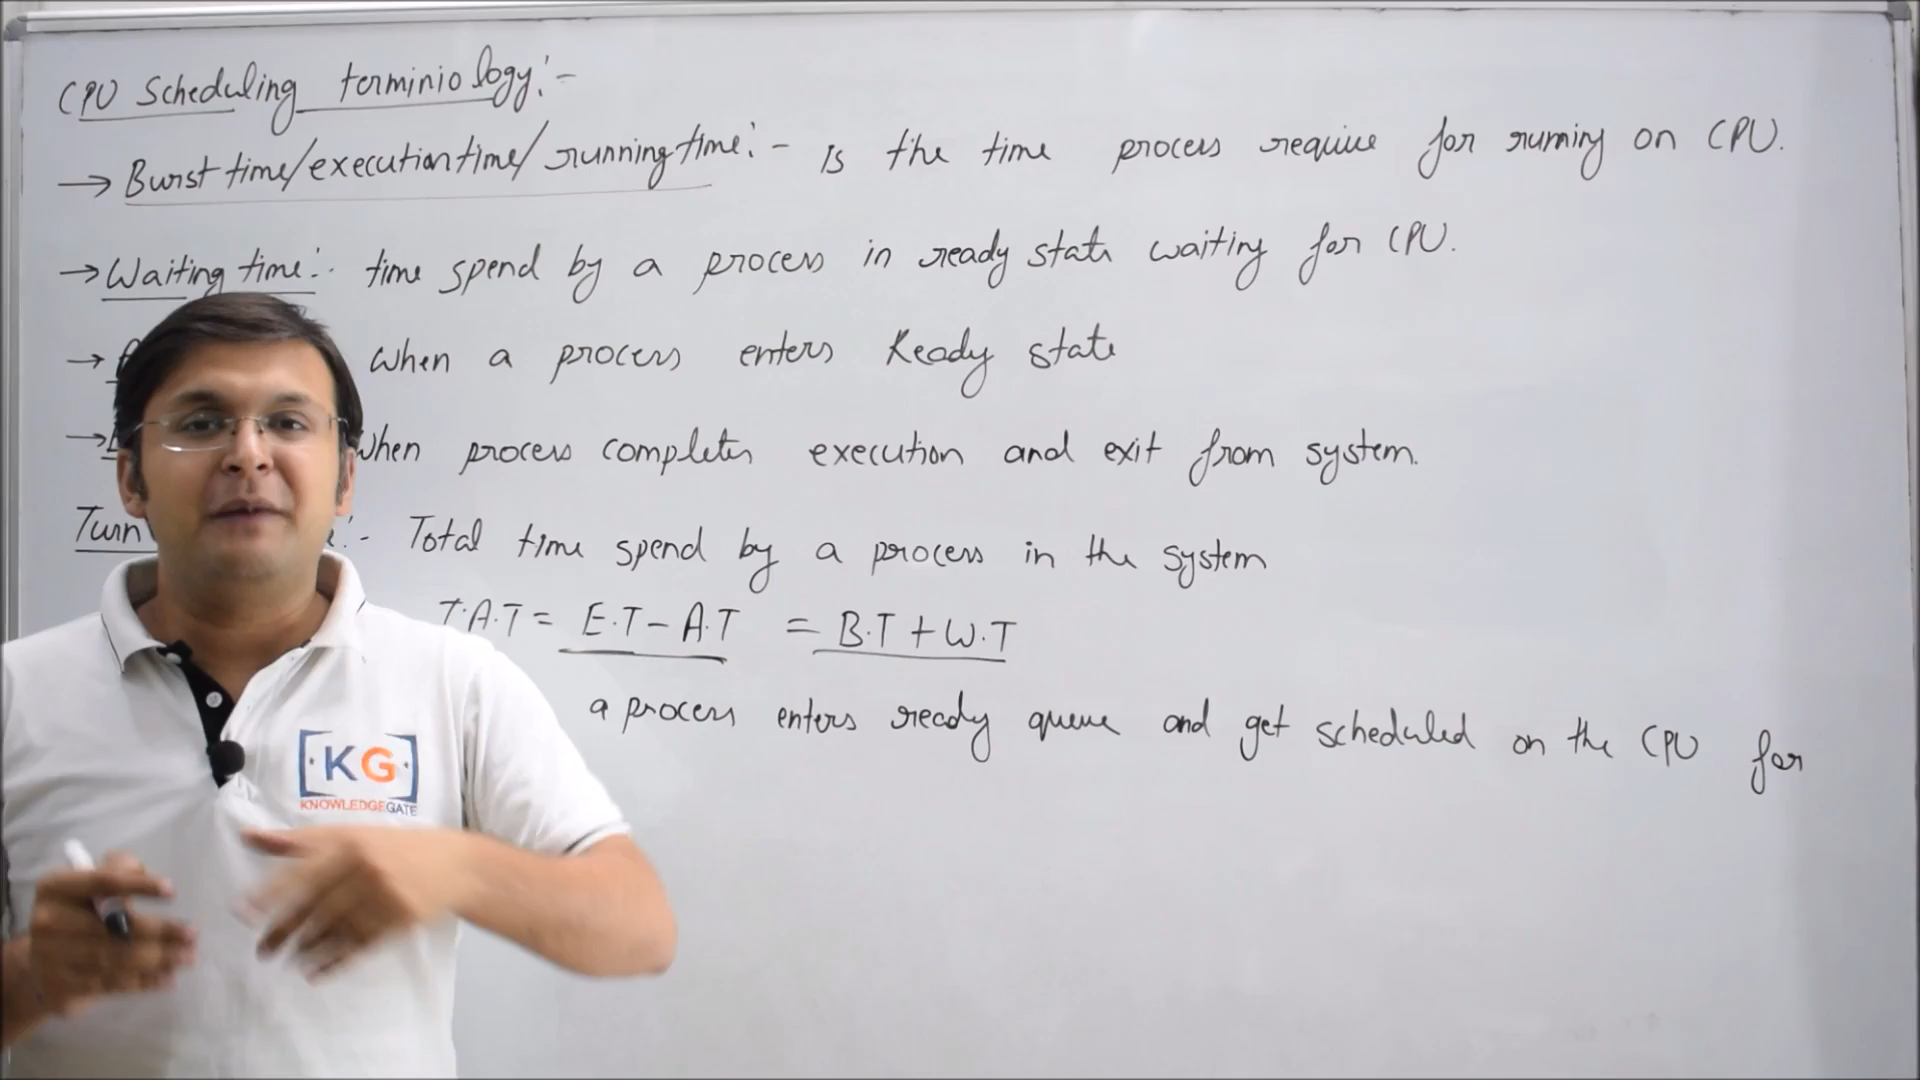 CPU Scheduling terminiology:-
→ Burst time/execution time/running time:- is the time process require for runing on CPU.
→ Waiting time:- time spend by a process in ready state waiting for CPU.
→ When a process enters Ready state
→ When process completes execution and exit from system.
Turn :- Total time spend by a process in the system
T.A.T = E.T - A.T = B.T + W.T
a process enters ready queue and get scheduled on the CPU for
[KG]
KNOWLEDGEGATE